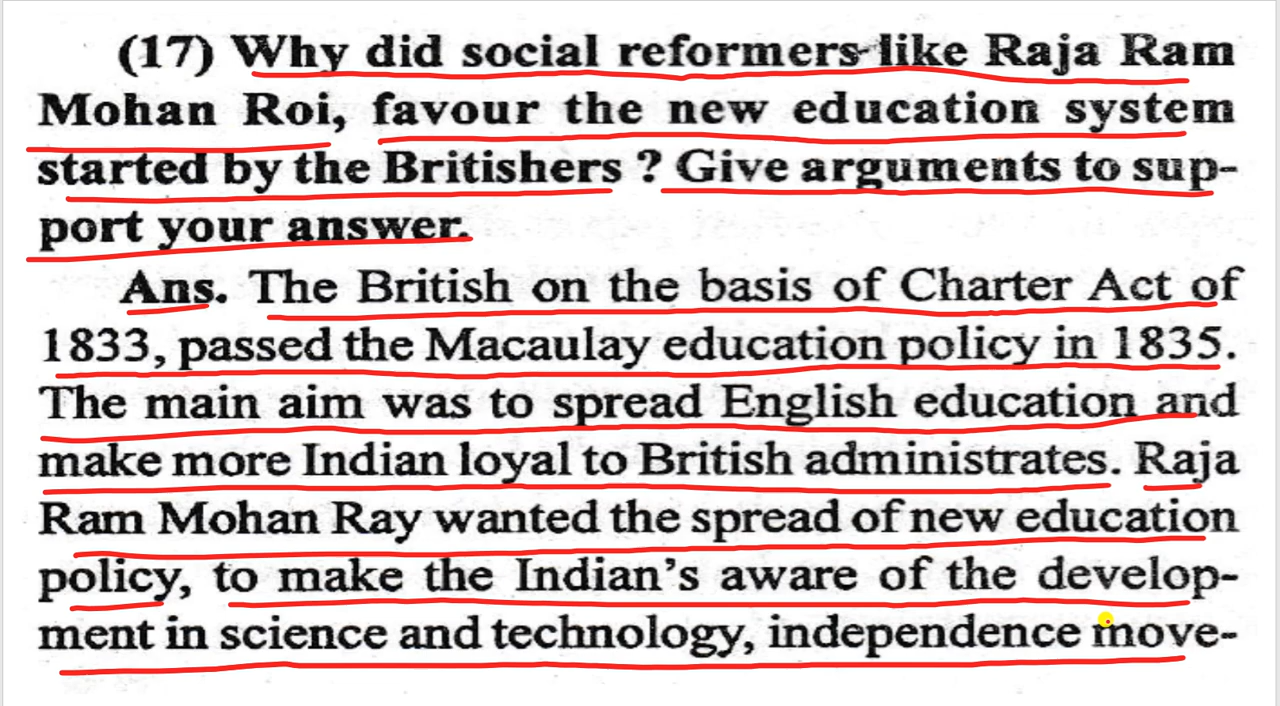 (17) Why did social reformers like Raja Ram
Mohan Roi, favour the new education system
started by the Britishers ? Give arguments to sup-
port your answer.
Ans. The British on the basis of Charter Act of
1833, passed the Macaulay education policy in 1835.
The main aim was to spread English education and
make more Indian loyal to British administrates. Raja
Ram Mohan Ray wanted the spread of new education
policy, to make the Indian's aware of the develop-
ment in science and technology, independence move-